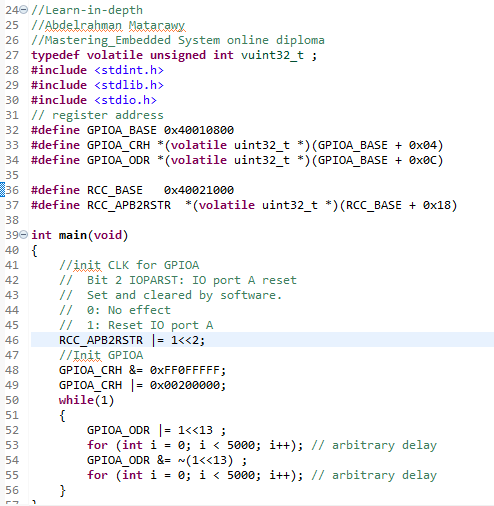 24 //Learn-in-depth
25 //Abdelrahman Matarawy
26 //Mastering_Embedded System online diploma
27 typedef volatile unsigned int vuint32_t ;
28 #include <stdint.h>
29 #include <stdlib.h>
30 #include <stdio.h>
31 // register address
32 #define GPIOA_BASE 0x40010800
33 #define GPIOA_CRH *(volatile uint32_t *)(GPIOA_BASE + 0x04)
34 #define GPIOA_ODR *(volatile uint32_t *)(GPIOA_BASE + 0x0C)
35
36 #define RCC_BASE   0x40021000
37 #define RCC_APB2RSTR  *(volatile uint32_t *)(RCC_BASE + 0x18)
38
39 int main(void)
40 {
41     //init CLK for GPIOA
42     //  Bit 2 IOPARST: IO port A reset
43     //  Set and cleared by software.
44     //  0: No effect
45     //  1: Reset IO port A
46     RCC_APB2RSTR |= 1<<2;
47     //Init GPIOA
48     GPIOA_CRH &= 0xFF0FFFFF;
49     GPIOA_CRH |= 0x00200000;
50     while(1)
51     {
52         GPIOA_ODR |= 1<<13 ;
53         for (int i = 0; i < 5000; i++); // arbitrary delay
54         GPIOA_ODR &= ~(1<<13) ;
55         for (int i = 0; i < 5000; i++); // arbitrary delay
56     }
57 }